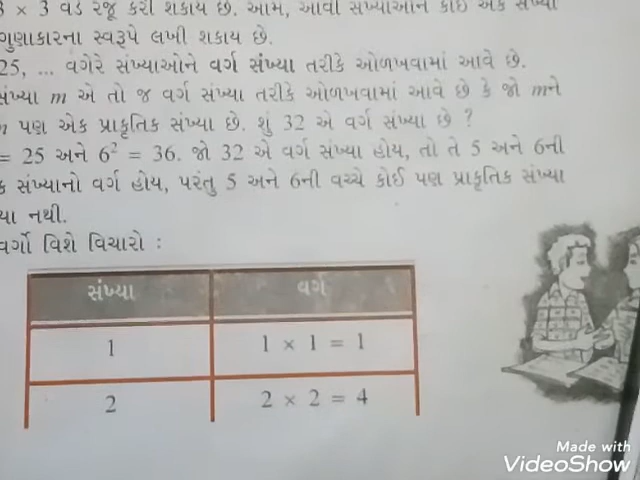 3 × 3 વડે રજૂ કરી શકાય છે. આમ, આવી સંખ્યાઓને કોઈ એક સંખ્યા
ગુણાકારના સ્વરૂપે લખી શકાય છે.
25, ... વગેરે સંખ્યાઓને વર્ગ સંખ્યા તરીકે ઓળખવામાં આવે છે.
સંખ્યા m એ તો જ વર્ગ સંખ્યા તરીકે ઓળખવામાં આવે છે કે જો mને
પણ એક પ્રાકૃતિક સંખ્યા છે. શું 32 એ વર્ગ સંખ્યા છે ?
= 25 અને 6² = 36. જો 32 એ વર્ગ સંખ્યા હોય, તો તે 5 અને 6ની
ક સંખ્યાનો વર્ગ હોય, પરંતુ 5 અને 6ની વચ્ચે કોઈ પણ પ્રાકૃતિક સંખ્યા
યા નથી.
વર્ગો વિશે વિચારો :
સંખ્યા વર્ગ
1 1 × 1 = 1
2 2 × 2 = 4
Made with
VideoShow